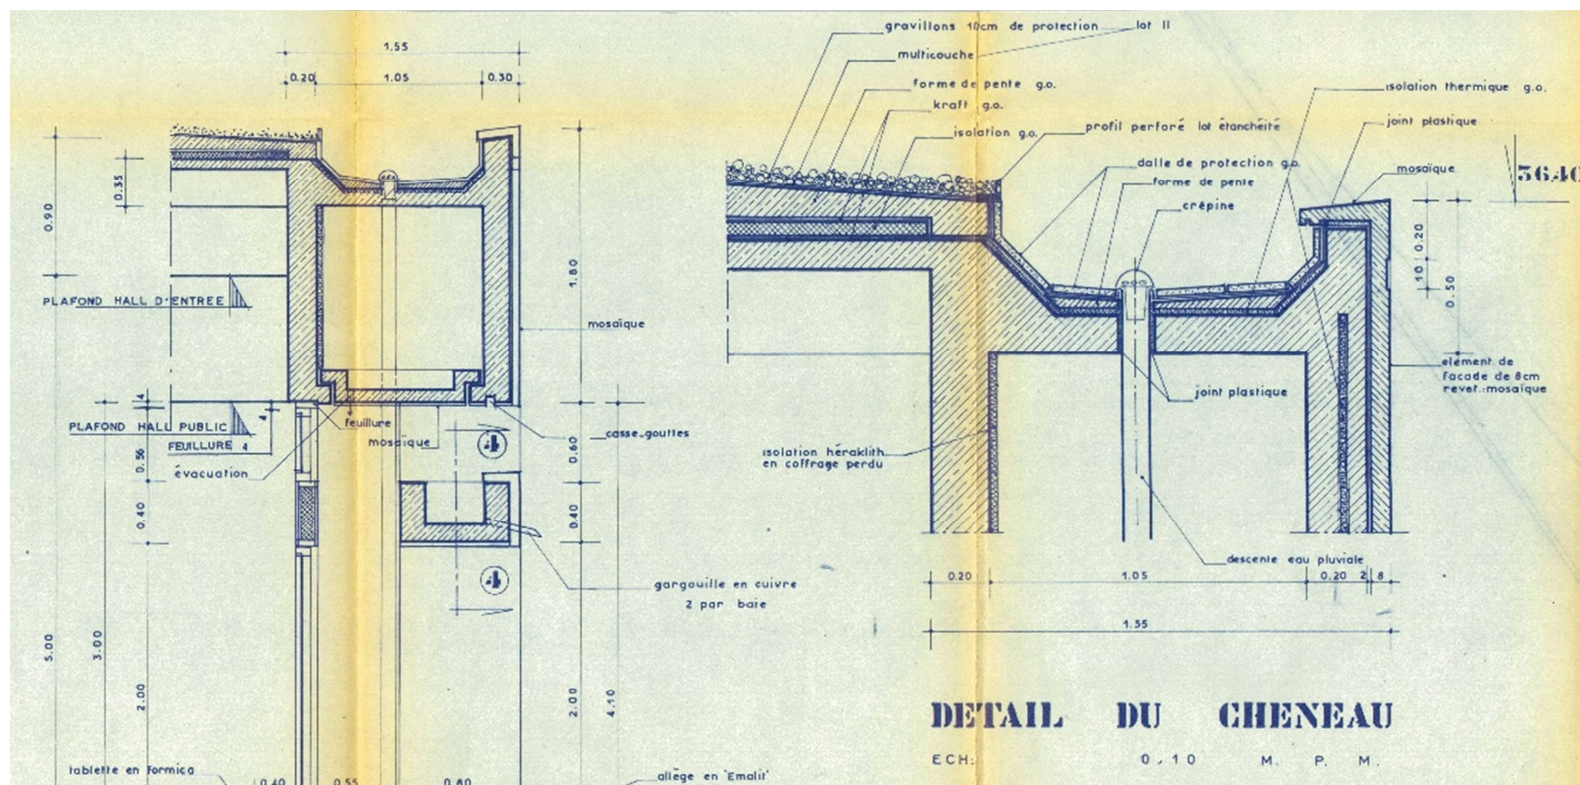 1.55
0.20 1.05 0.30
0.35
0.90
1.80
PLAFOND HALL D'ENTREE
mosaïque
4
PLAFOND HALL PUBLIC
4
FEUILLURE 4
feuillure
mosaïque
casse-gouttes
évacuation
0.56
0.60
4
0.40
0.40
4
gargouille en cuivre
2 par baie
5.00
3.00
2.00
2.00
4.10
tablette en formica
0.40 0.55 0.80
allège en 'Emalit'
gravillons 10cm de protection lot II
multicouche
forme de pente g.o.
kraft g.o.
isolation g.o.
profil perforé lot étanchéité
isolation thermique g.o.
joint plastique
dalle de protection g.o.
forme de pente
crépine
mosaïque
0.20
10
0.50
element de
facade de 8cm
revet.:mosaïque
joint plastique
isolation héraklith
en coffrage perdu
descente eau pluviale
0.20 1.05 0.20 2 8
1.55
DETAIL DU CHENEAU
ECH: 0,10 M. P. M.